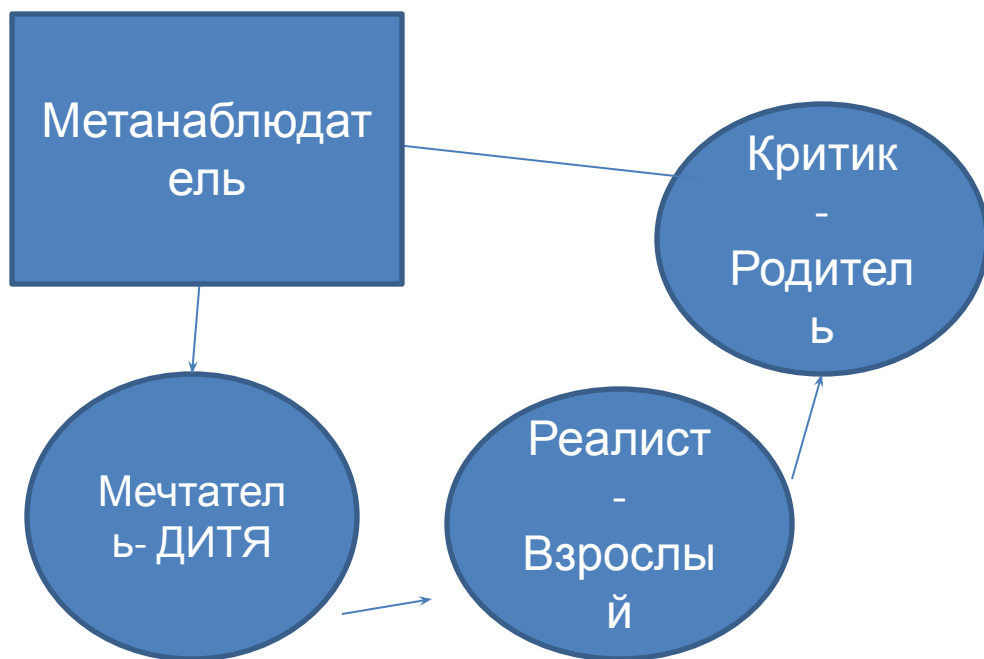 Метанаблюдат
ель
Критик
-
Родител
ь
Мечтател
ь- ДИТЯ
Реалист
-
Взрослы
й